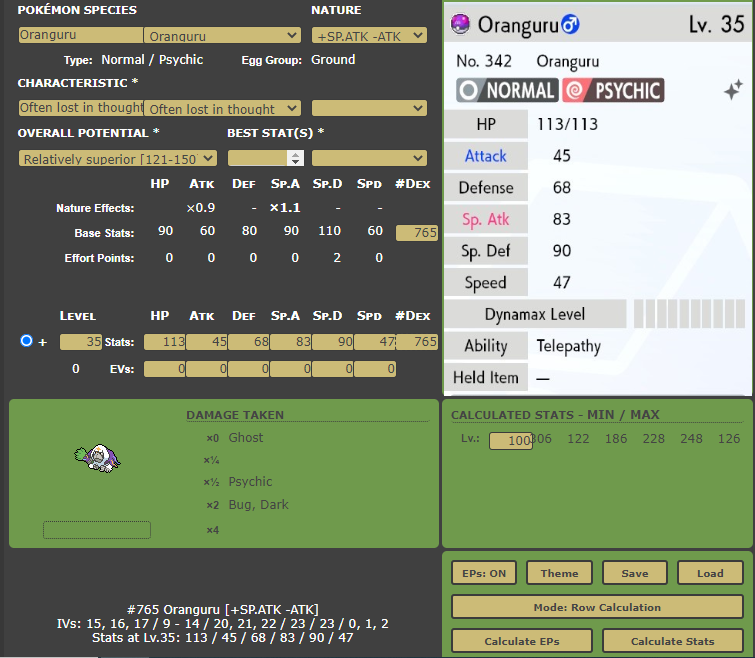 POKÉMON SPECIES NATURE
Oranguru Oranguru +SP.ATK -ATK
Type: Normal / Psychic Egg Group: Ground
CHARACTERISTIC *
Often lost in thought Often lost in thought
OVERALL POTENTIAL * BEST STAT(S) *
Relatively superior [121-150
HP ATK DEF SP.A SP.D SPD #DEX
Nature Effects: ×0.9 - ×1.1 - -
Base Stats: 90 60 80 90 110 60 765
Effort Points: 0 0 0 0 2 0
LEVEL HP ATK DEF SP.A SP.D SPD #DEX
+ 35 Stats: 113 45 68 83 90 47 765
0 EVs: 0 0 0 0 0 0
Oranguru♂ Lv. 35
No. 342 Oranguru
NORMAL PSYCHIC
HP 113/113
Attack 45
Defense 68
Sp. Atk 83
Sp. Def 90
Speed 47
Dynamax Level
Ability Telepathy
Held Item —
DAMAGE TAKEN
×0 Ghost
×¼
×½ Psychic
×2 Bug, Dark
×4
CALCULATED STATS - MIN / MAX
Lv.: 100 306 122 186 228 248 126
#765 Oranguru [+SP.ATK -ATK]
IVs: 15, 16, 17 / 9 - 14 / 20, 21, 22 / 23 / 23 / 0, 1, 2
Stats at Lv.35: 113 / 45 / 68 / 83 / 90 / 47
EPs: ON Theme Save Load
Mode: Row Calculation
Calculate EPs Calculate Stats